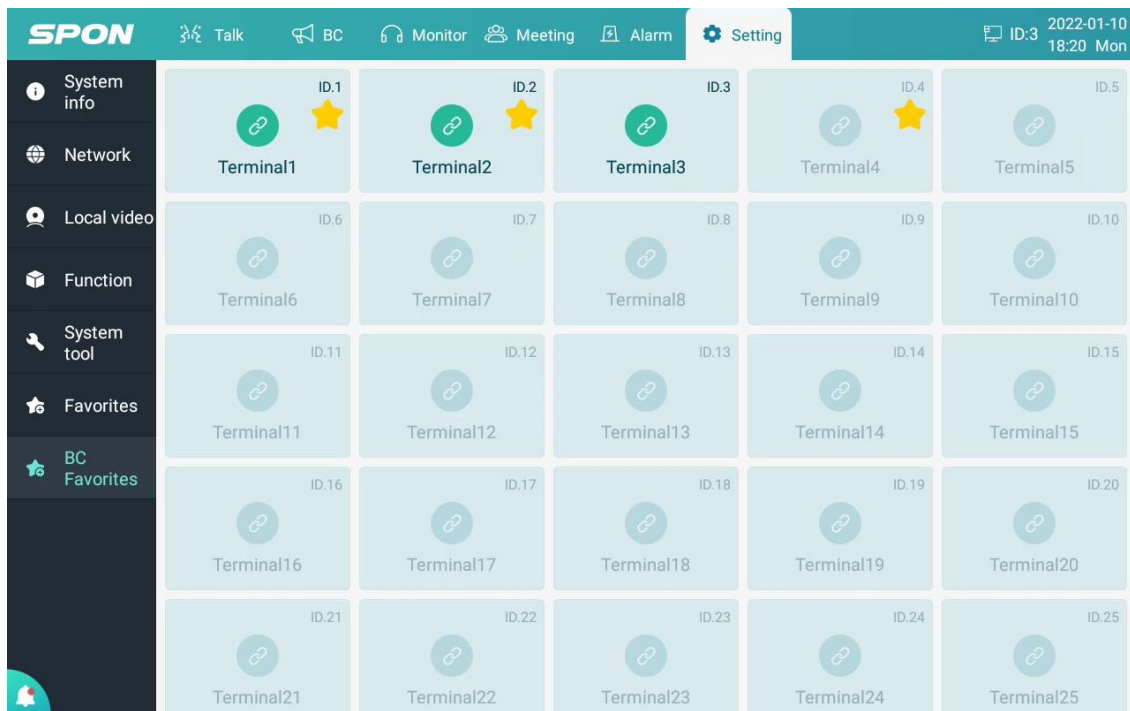 SPON
Talk
BC
Monitor
Meeting
Alarm
Setting
ID:3
2022-01-10
18:20 Mon
System
info
Network
Local video
Function
System
tool
Favorites
BC
Favorites
ID.1
Terminal1
ID.2
Terminal2
ID.3
Terminal3
ID.4
Terminal4
ID.5
Terminal5
ID.6
Terminal6
ID.7
Terminal7
ID.8
Terminal8
ID.9
Terminal9
ID.10
Terminal10
ID.11
Terminal11
ID.12
Terminal12
ID.13
Terminal13
ID.14
Terminal14
ID.15
Terminal15
ID.16
Terminal16
ID.17
Terminal17
ID.18
Terminal18
ID.19
Terminal19
ID.20
Terminal20
ID.21
Terminal21
ID.22
Terminal22
ID.23
Terminal23
ID.24
Terminal24
ID.25
Terminal25